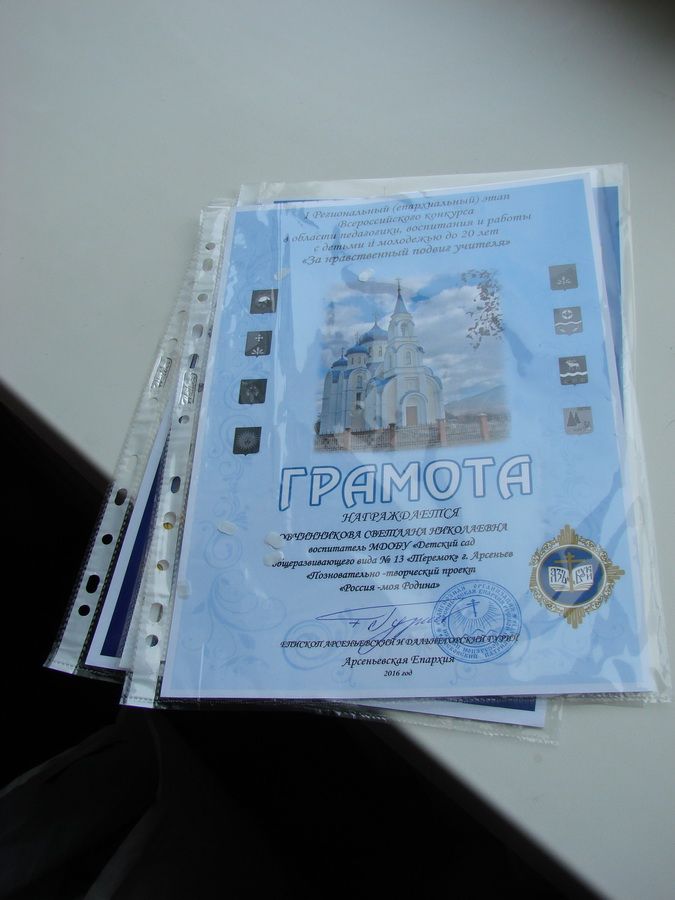 I Региональный (епархиальный) этап
Всероссийского конкурса
в области педагогики, воспитания и работы
с детьми и молодежью до 20 лет
«За нравственный подвиг учителя»
ГРАМОТА
НАГРАЖДАЕТСЯ
ОВЧИННИКОВА СВЕТЛАНА НИКОЛАЕВНА
воспитатель МДОБУ «Детский сад
общеразвивающего вида № 13 «Теремок» г. Арсеньев
«Позновательно -творческий проект
«Россия -моя Родина»
ЕПИСКОП АРСЕНЬЕВСКИЙ И ДАЛЬНЕГОРСКИЙ ГУРИЙ
Арсеньевская Епархия
2016 год